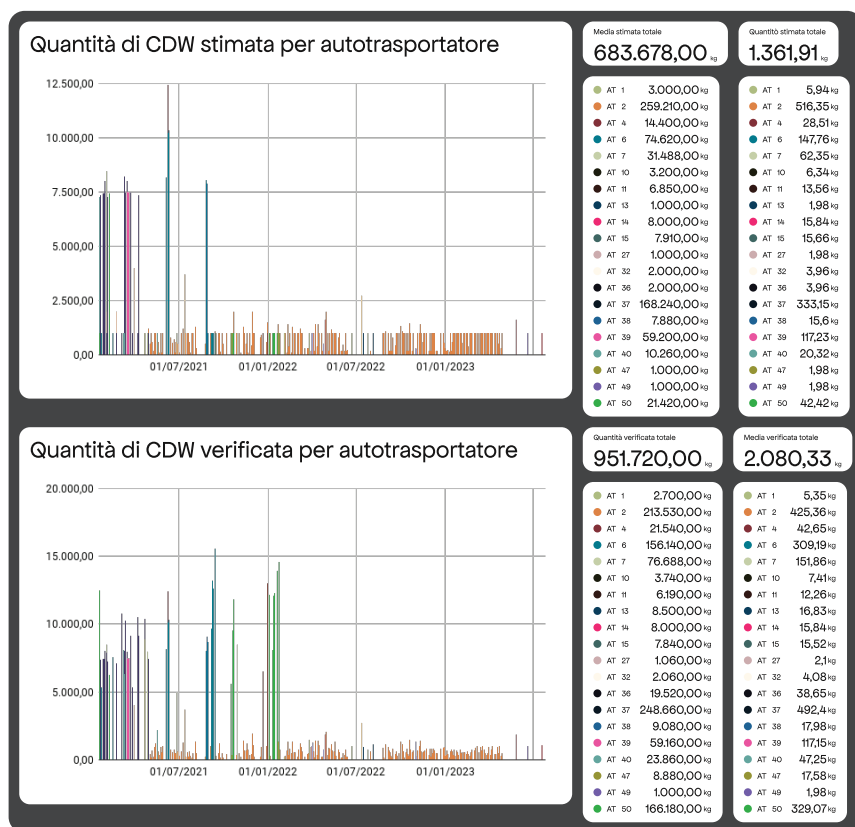 Quantità di CDW stimata per autotrasportatore
12.500,00
10.000,00
7.500,00
5.000,00
2.500,00
0,00
01/07/2021 01/01/2022 01/07/2022 01/01/2023
Media stimata totale
683.678,00 kg
AT 1 3.000,00 kg
AT 2 259.210,00 kg
AT 4 14.400,00 kg
AT 6 74.620,00 kg
AT 7 31.488,00 kg
AT 10 3.200,00 kg
AT 11 6.850,00 kg
AT 13 1.000,00 kg
AT 14 8.000,00 kg
AT 15 7.910,00 kg
AT 27 1.000,00 kg
AT 32 2.000,00 kg
AT 36 2.000,00 kg
AT 37 168.240,00 kg
AT 38 7.880,00 kg
AT 39 59.200,00 kg
AT 40 10.260,00 kg
AT 47 1.000,00 kg
AT 49 1.000,00 kg
AT 50 21.420,00 kg
Quantitò stimata totale
1.361,91 kg
AT 1 5,94 kg
AT 2 516,35 kg
AT 4 28,51 kg
AT 6 147,76 kg
AT 7 62,35 kg
AT 10 6,34 kg
AT 11 13,56 kg
AT 13 1,98 kg
AT 14 15,84 kg
AT 15 15,66 kg
AT 27 1,98 kg
AT 32 3,96 kg
AT 36 3,96 kg
AT 37 333,15 kg
AT 38 15,6 kg
AT 39 117,23 kg
AT 40 20,32 kg
AT 47 1,98 kg
AT 49 1,98 kg
AT 50 42,42 kg
Quantità di CDW verificata per autotrasportatore
20.000,00
15.000,00
10.000,00
5.000,00
0,00
01/07/2021 01/01/2022 01/07/2022 01/01/2023
Quantità verificata totale
951.720,00 kg
AT 1 2.700,00 kg
AT 2 213.530,00 kg
AT 4 21.540,00 kg
AT 6 156.140,00 kg
AT 7 76.688,00 kg
AT 10 3.740,00 kg
AT 11 6.190,00 kg
AT 13 8.500,00 kg
AT 14 8.000,00 kg
AT 15 7.840,00 kg
AT 27 1.060,00 kg
AT 32 2.060,00 kg
AT 36 19.520,00 kg
AT 37 248.660,00 kg
AT 38 9.080,00 kg
AT 39 59.160,00 kg
AT 40 23.860,00 kg
AT 47 8.880,00 kg
AT 49 1.000,00 kg
AT 50 166.180,00 kg
Media verificata totale
2.080,33 kg
AT 1 5,35 kg
AT 2 425,36 kg
AT 4 42,65 kg
AT 6 309,19 kg
AT 7 151,86 kg
AT 10 7,41 kg
AT 11 12,26 kg
AT 13 16,83 kg
AT 14 15,84 kg
AT 15 15,52 kg
AT 27 2,1 kg
AT 32 4,08 kg
AT 36 38,65 kg
AT 37 492,4 kg
AT 38 17,98 kg
AT 39 117,15 kg
AT 40 47,25 kg
AT 47 17,58 kg
AT 49 1,98 kg
AT 50 329,07 kg